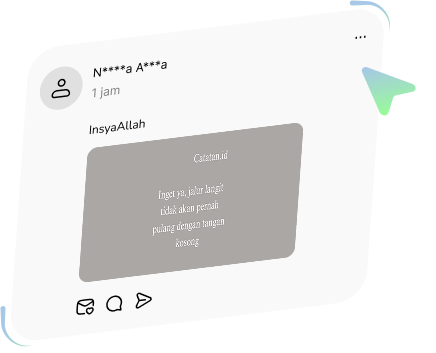 N****a A***a
1 jam
InsyaAllah
Catatan.id
Inget ya, jalur langit
tidak akan pernah
pulang dengan tangan
kosong